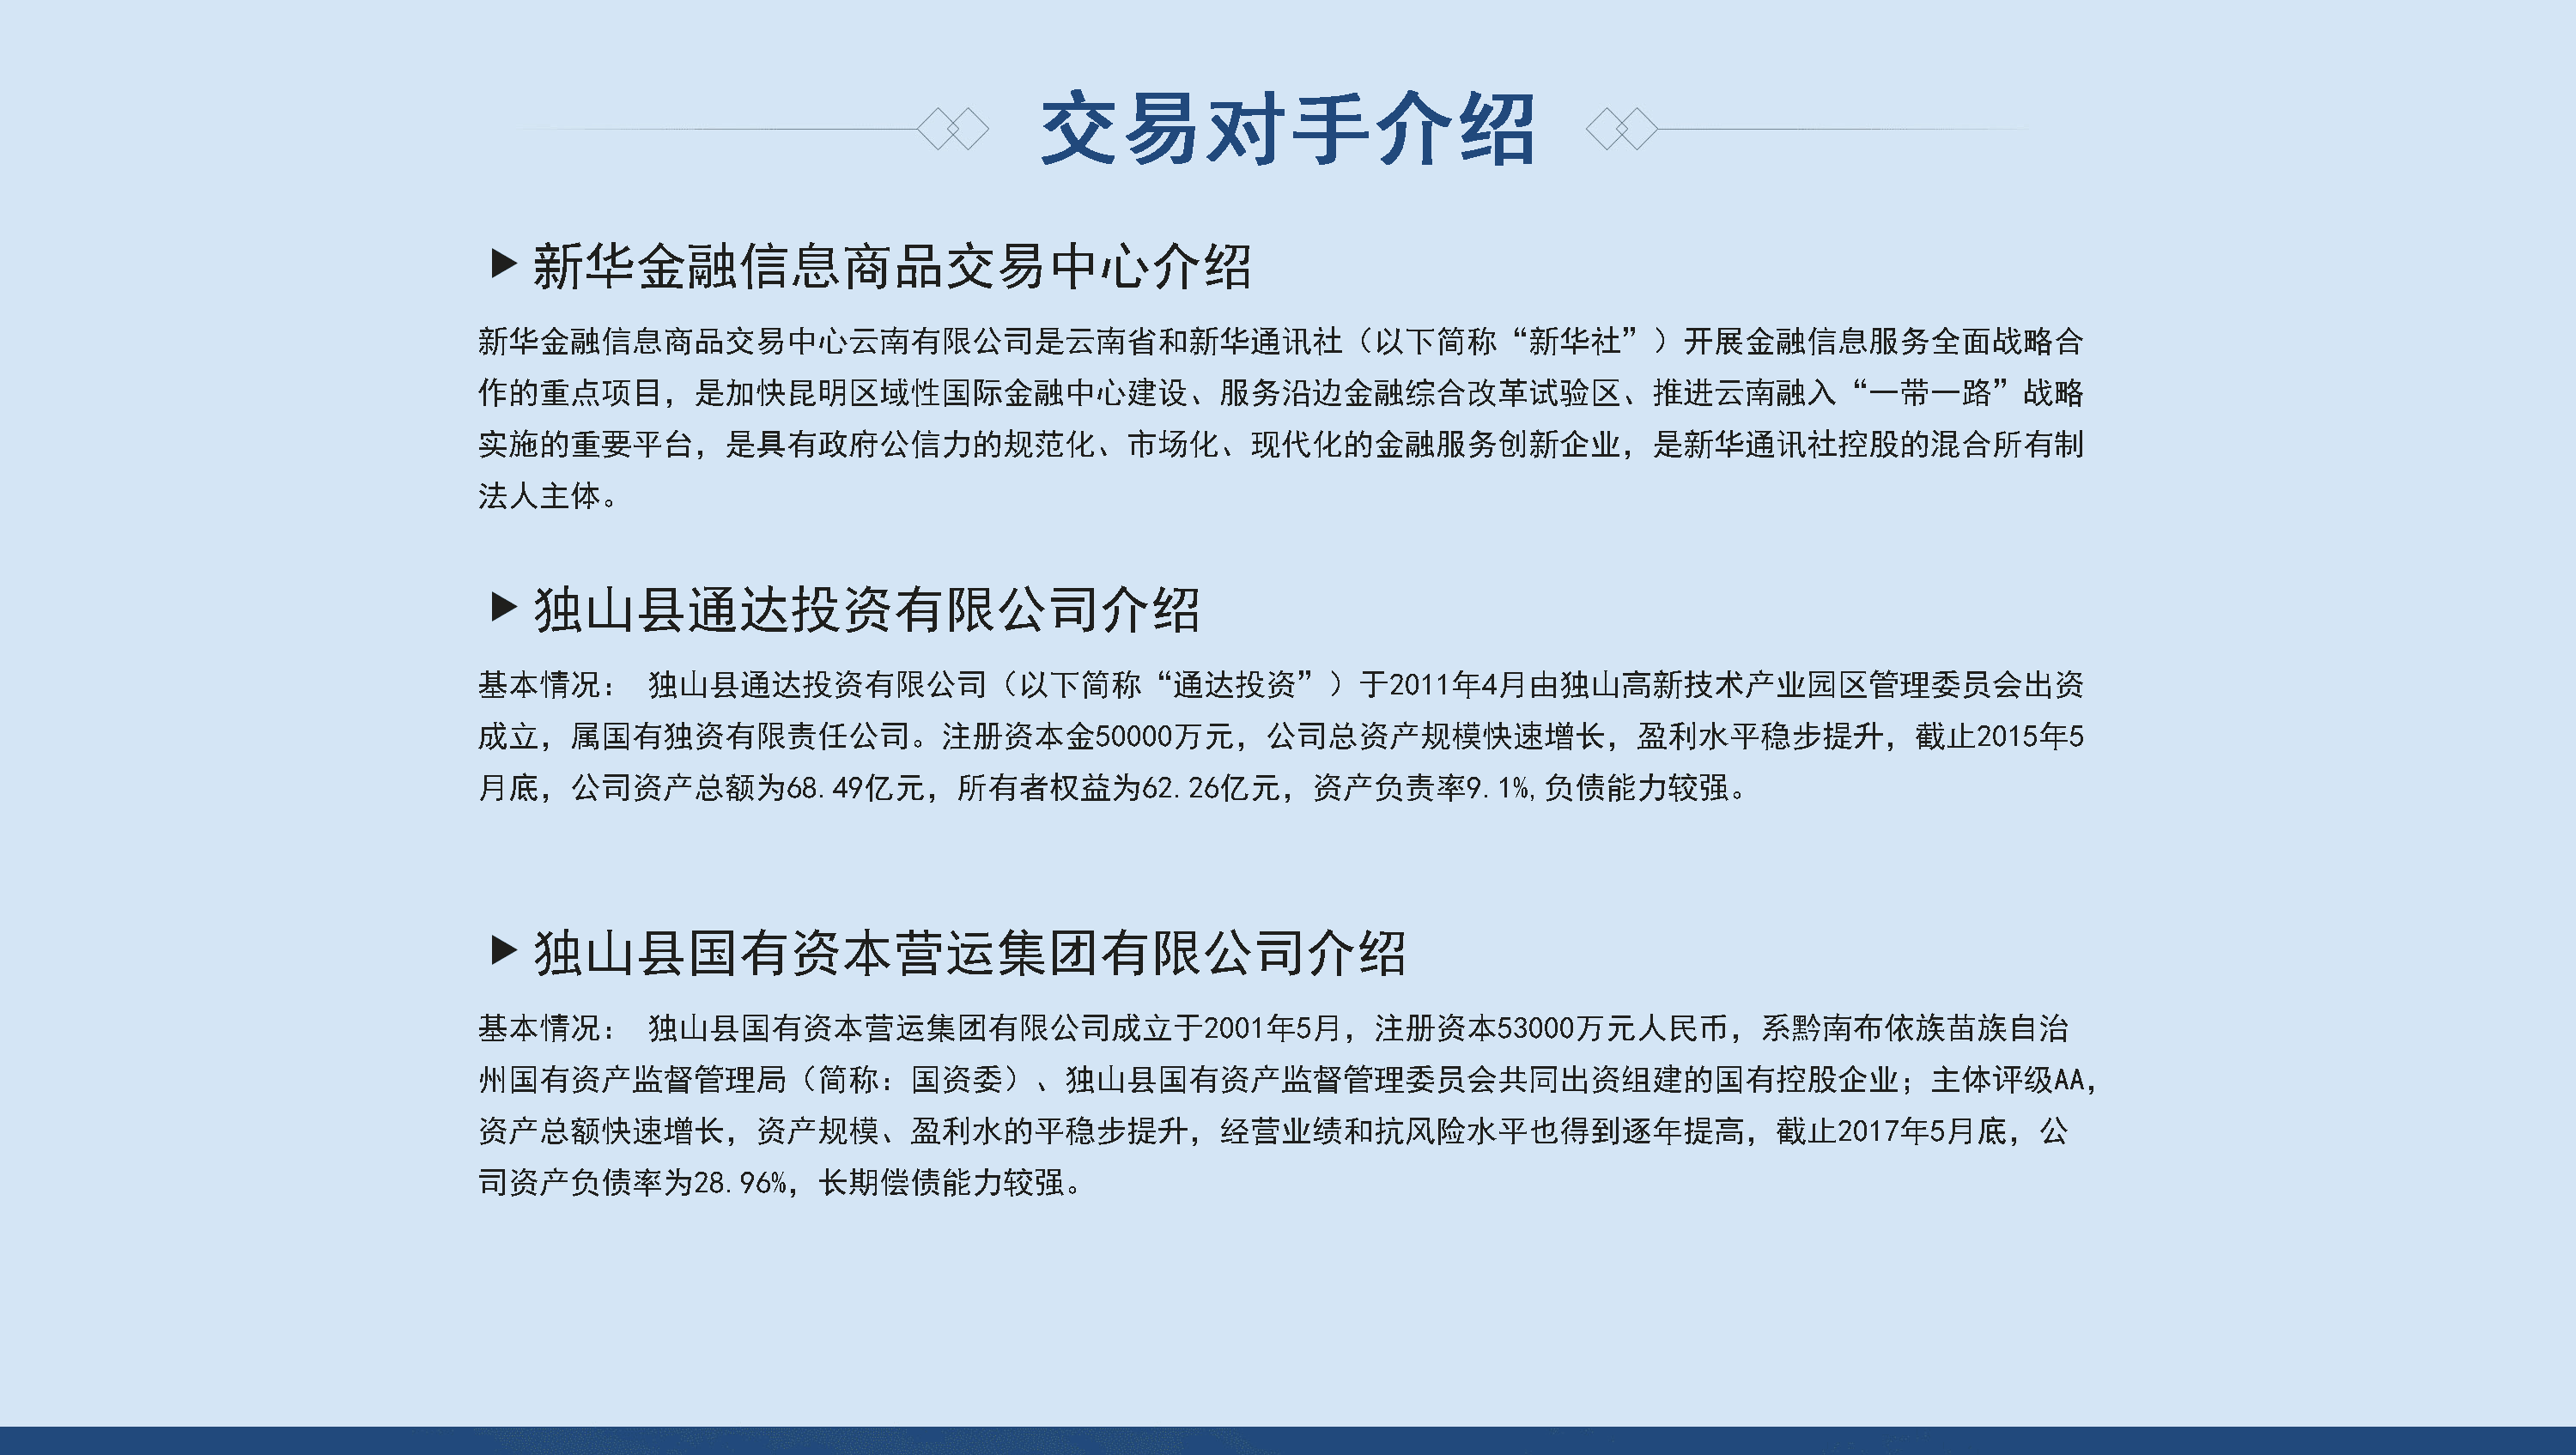 交易对手介绍
新华金融信息商品交易中心介绍
新华金融信息商品交易中心云南有限公司是云南省和新华通讯社（以下简称“新华社”）开展金融信息服务全面战略合
作的重点项目，是加快昆明区域性国际金融中心建设、服务沿边金融综合改革试验区、推进云南融入“一带一路”战略
实施的重要平台，是具有政府公信力的规范化、市场化、现代化的金融服务创新企业，是新华通讯社控股的混合所有制
法人主体。
独山县通达投资有限公司介绍
基本情况： 独山县通达投资有限公司（以下简称“通达投资”）于2011年4月由独山高新技术产业园区管理委员会出资
成立，属国有独资有限责任公司。注册资本金50000万元，公司总资产规模快速增长，盈利水平稳步提升，截止2015年5
月底，公司资产总额为68.49亿元，所有者权益为62.26亿元，资产负责率9.1%,负债能力较强。
独山县国有资本营运集团有限公司介绍
基本情况： 独山县国有资本营运集团有限公司成立于2001年5月，注册资本53000万元人民币，系黔南布依族苗族自治
州国有资产监督管理局（简称：国资委）、独山县国有资产监督管理委员会共同出资组建的国有控股企业；主体评级AA，
资产总额快速增长，资产规模、盈利水的平稳步提升，经营业绩和抗风险水平也得到逐年提高，截止2017年5月底，公
司资产负债率为28.96%，长期偿债能力较强。